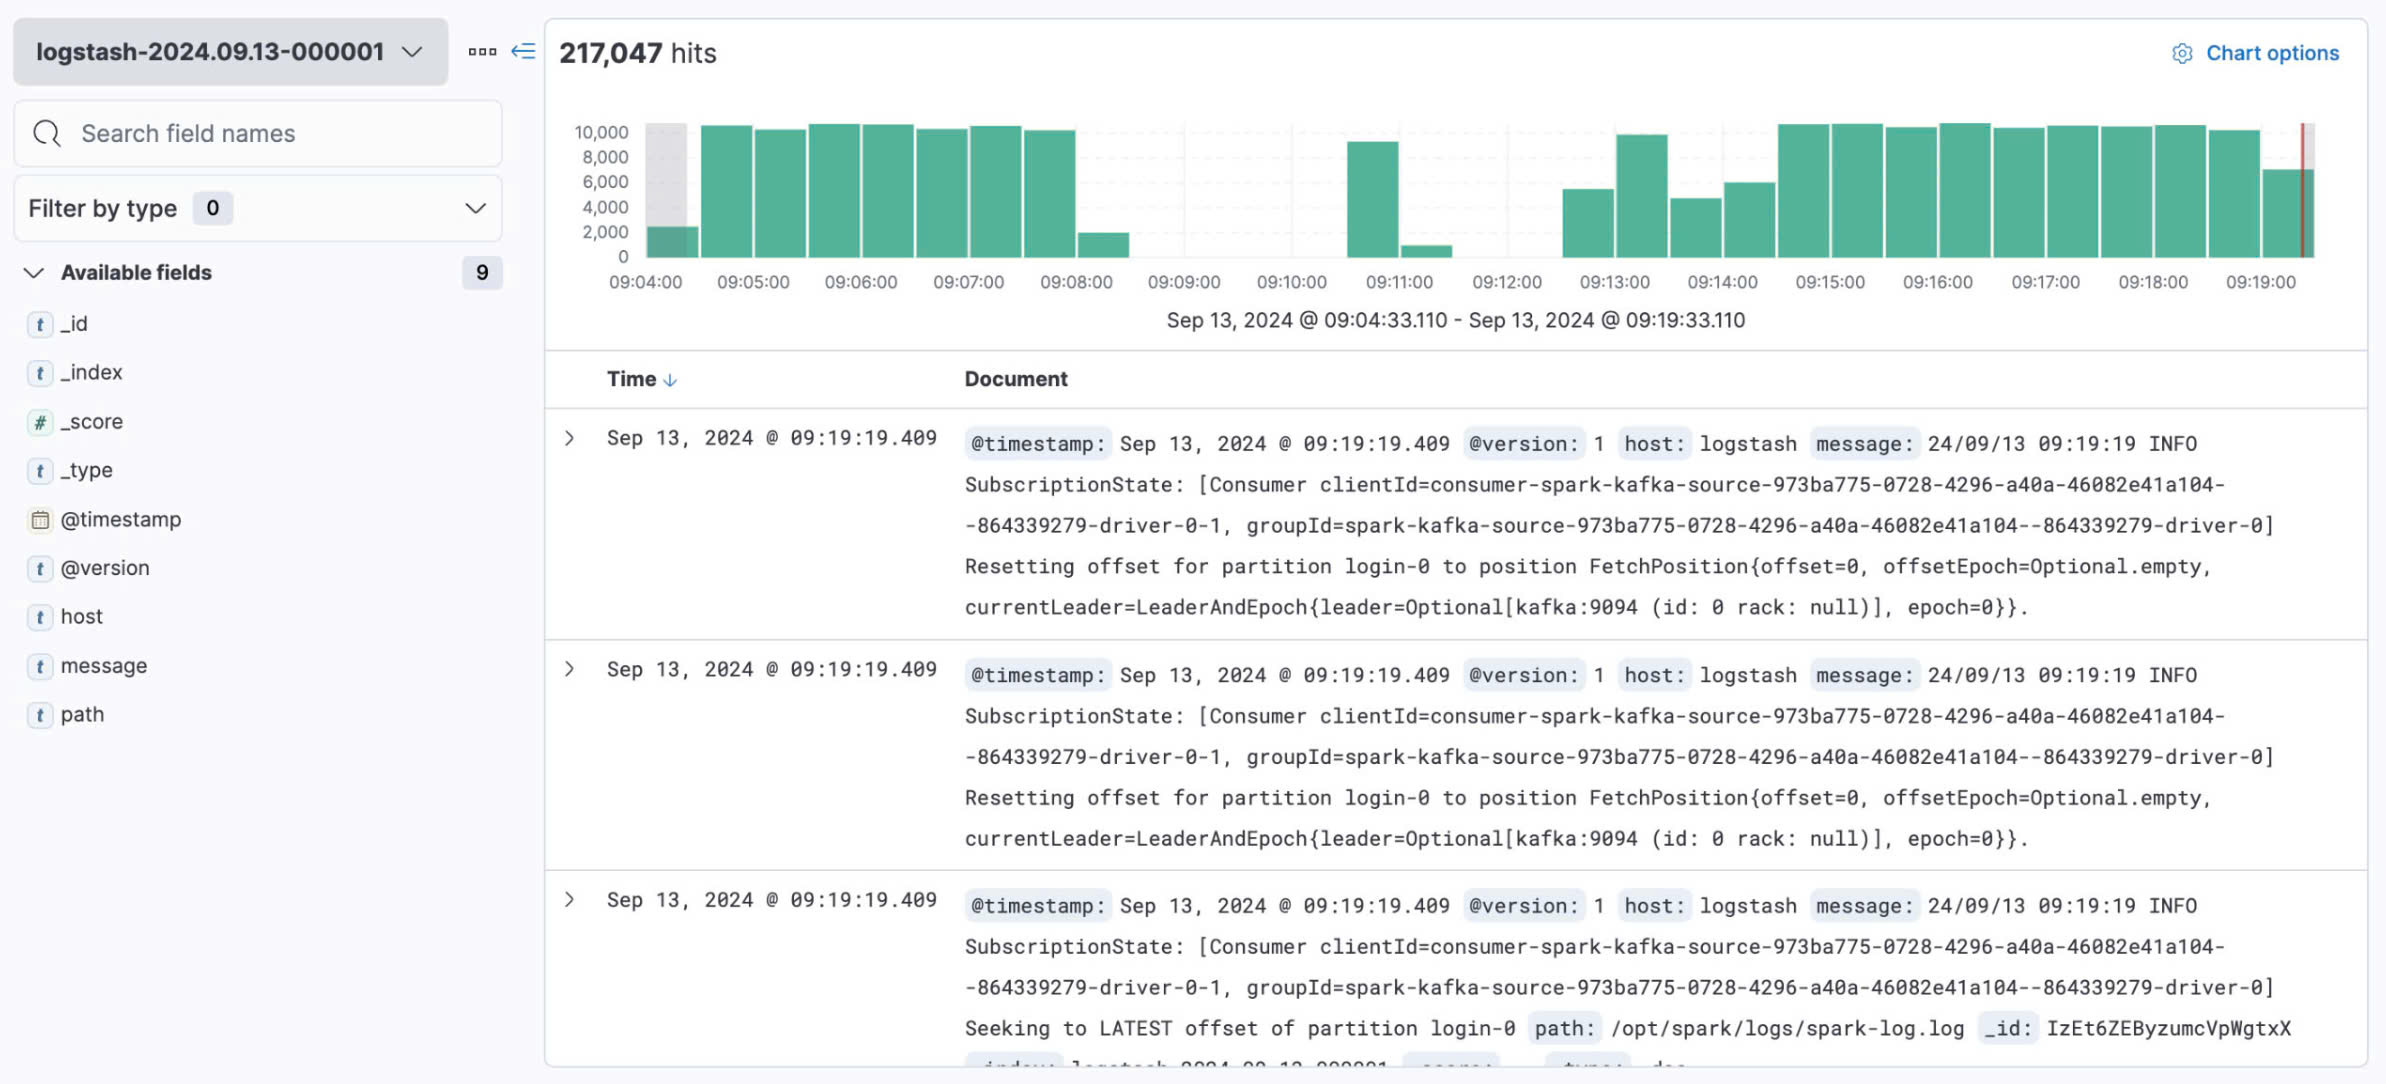 logstash-2024.09.13-000001
Search field names
Filter by type 0
Available fields 9
t _id
t _index
# _score
t _type
@timestamp
t @version
t host
t message
t path
217,047 hits
Chart options
10,000
8,000
6,000
4,000
2,000
0
09:04:00 09:05:00 09:06:00 09:07:00 09:08:00 09:09:00 09:10:00 09:11:00 09:12:00 09:13:00 09:14:00 09:15:00 09:16:00 09:17:00 09:18:00 09:19:00
Sep 13, 2024 @ 09:04:33.110 - Sep 13, 2024 @ 09:19:33.110
Time Document
Sep 13, 2024 @ 09:19:19.409 @timestamp: Sep 13, 2024 @ 09:19:19.409 @version: 1 host: logstash message: 24/09/13 09:19:19 INFO
SubscriptionState: [Consumer clientId=consumer-spark-kafka-source-973ba775-0728-4296-a40a-46082e41a104-
-864339279-driver-0-1, groupId=spark-kafka-source-973ba775-0728-4296-a40a-46082e41a104--864339279-driver-0]
Resetting offset for partition login-0 to position FetchPosition{offset=0, offsetEpoch=Optional.empty,
currentLeader=LeaderAndEpoch{leader=Optional[kafka:9094 (id: 0 rack: null)], epoch=0}}.
Sep 13, 2024 @ 09:19:19.409 @timestamp: Sep 13, 2024 @ 09:19:19.409 @version: 1 host: logstash message: 24/09/13 09:19:19 INFO
SubscriptionState: [Consumer clientId=consumer-spark-kafka-source-973ba775-0728-4296-a40a-46082e41a104-
-864339279-driver-0-1, groupId=spark-kafka-source-973ba775-0728-4296-a40a-46082e41a104--864339279-driver-0]
Resetting offset for partition login-0 to position FetchPosition{offset=0, offsetEpoch=Optional.empty,
currentLeader=LeaderAndEpoch{leader=Optional[kafka:9094 (id: 0 rack: null)], epoch=0}}.
Sep 13, 2024 @ 09:19:19.409 @timestamp: Sep 13, 2024 @ 09:19:19.409 @version: 1 host: logstash message: 24/09/13 09:19:19 INFO
SubscriptionState: [Consumer clientId=consumer-spark-kafka-source-973ba775-0728-4296-a40a-46082e41a104-
-864339279-driver-0-1, groupId=spark-kafka-source-973ba775-0728-4296-a40a-46082e41a104--864339279-driver-0]
Seeking to LATEST offset of partition login-0 path: /opt/spark/logs/spark-log.log _id: IzEt6ZEByzumcVpWgtxX